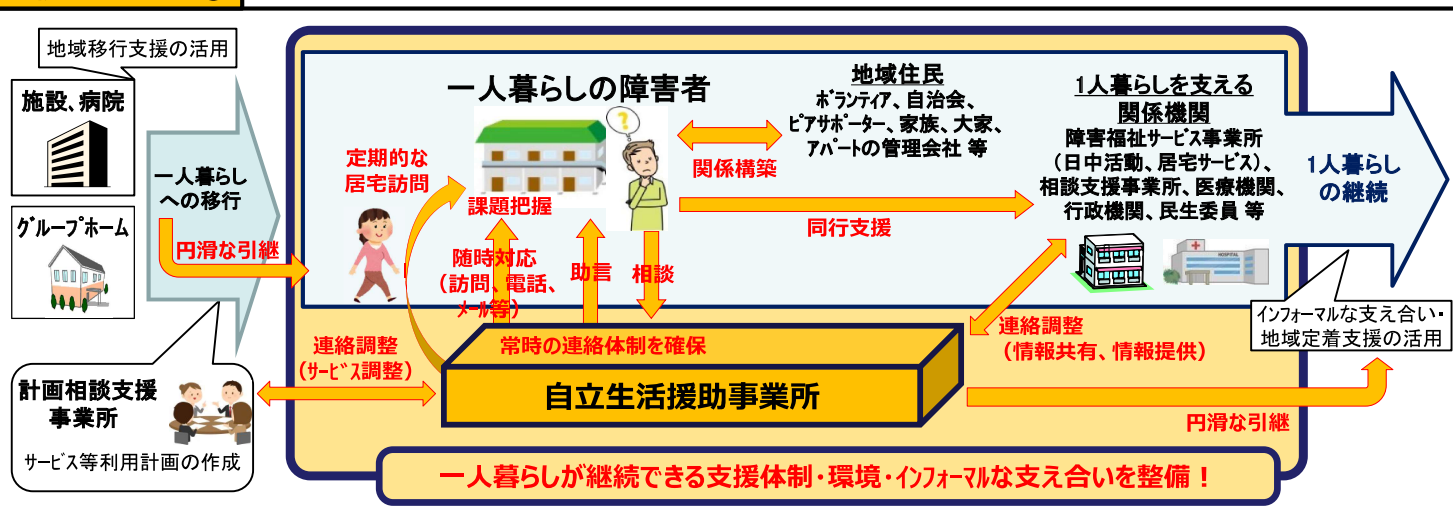 地域移行支援の活用
施設、病院
グループホーム
一人暮らし
への移行
円滑な引継
計画相談支援
事業所
サービス等利用計画の作成
連絡調整
(サービス調整)
一人暮らしの障害者
?
定期的な
居宅訪問
課題把握
随時対応
(訪問、電話、
メール等)
助言
相談
地域住民
ボランティア、自治会、
ピアサポーター、家族、大家、
アパートの管理会社 等
関係構築
同行支援
1人暮らしを支える
関係機関
障害福祉サービス事業所
(日中活動、居宅サービス)、
相談支援事業所、医療機関、
行政機関、民生委員 等
HOSPITAL
連絡調整
(情報共有、情報提供)
常時の連絡体制を確保
自立生活援助事業所
1人暮らし
の継続
インフォーマルな支え合い・
地域定着支援の活用
円滑な引継
一人暮らしが継続できる支援体制・環境・インフォーマルな支え合いを整備！